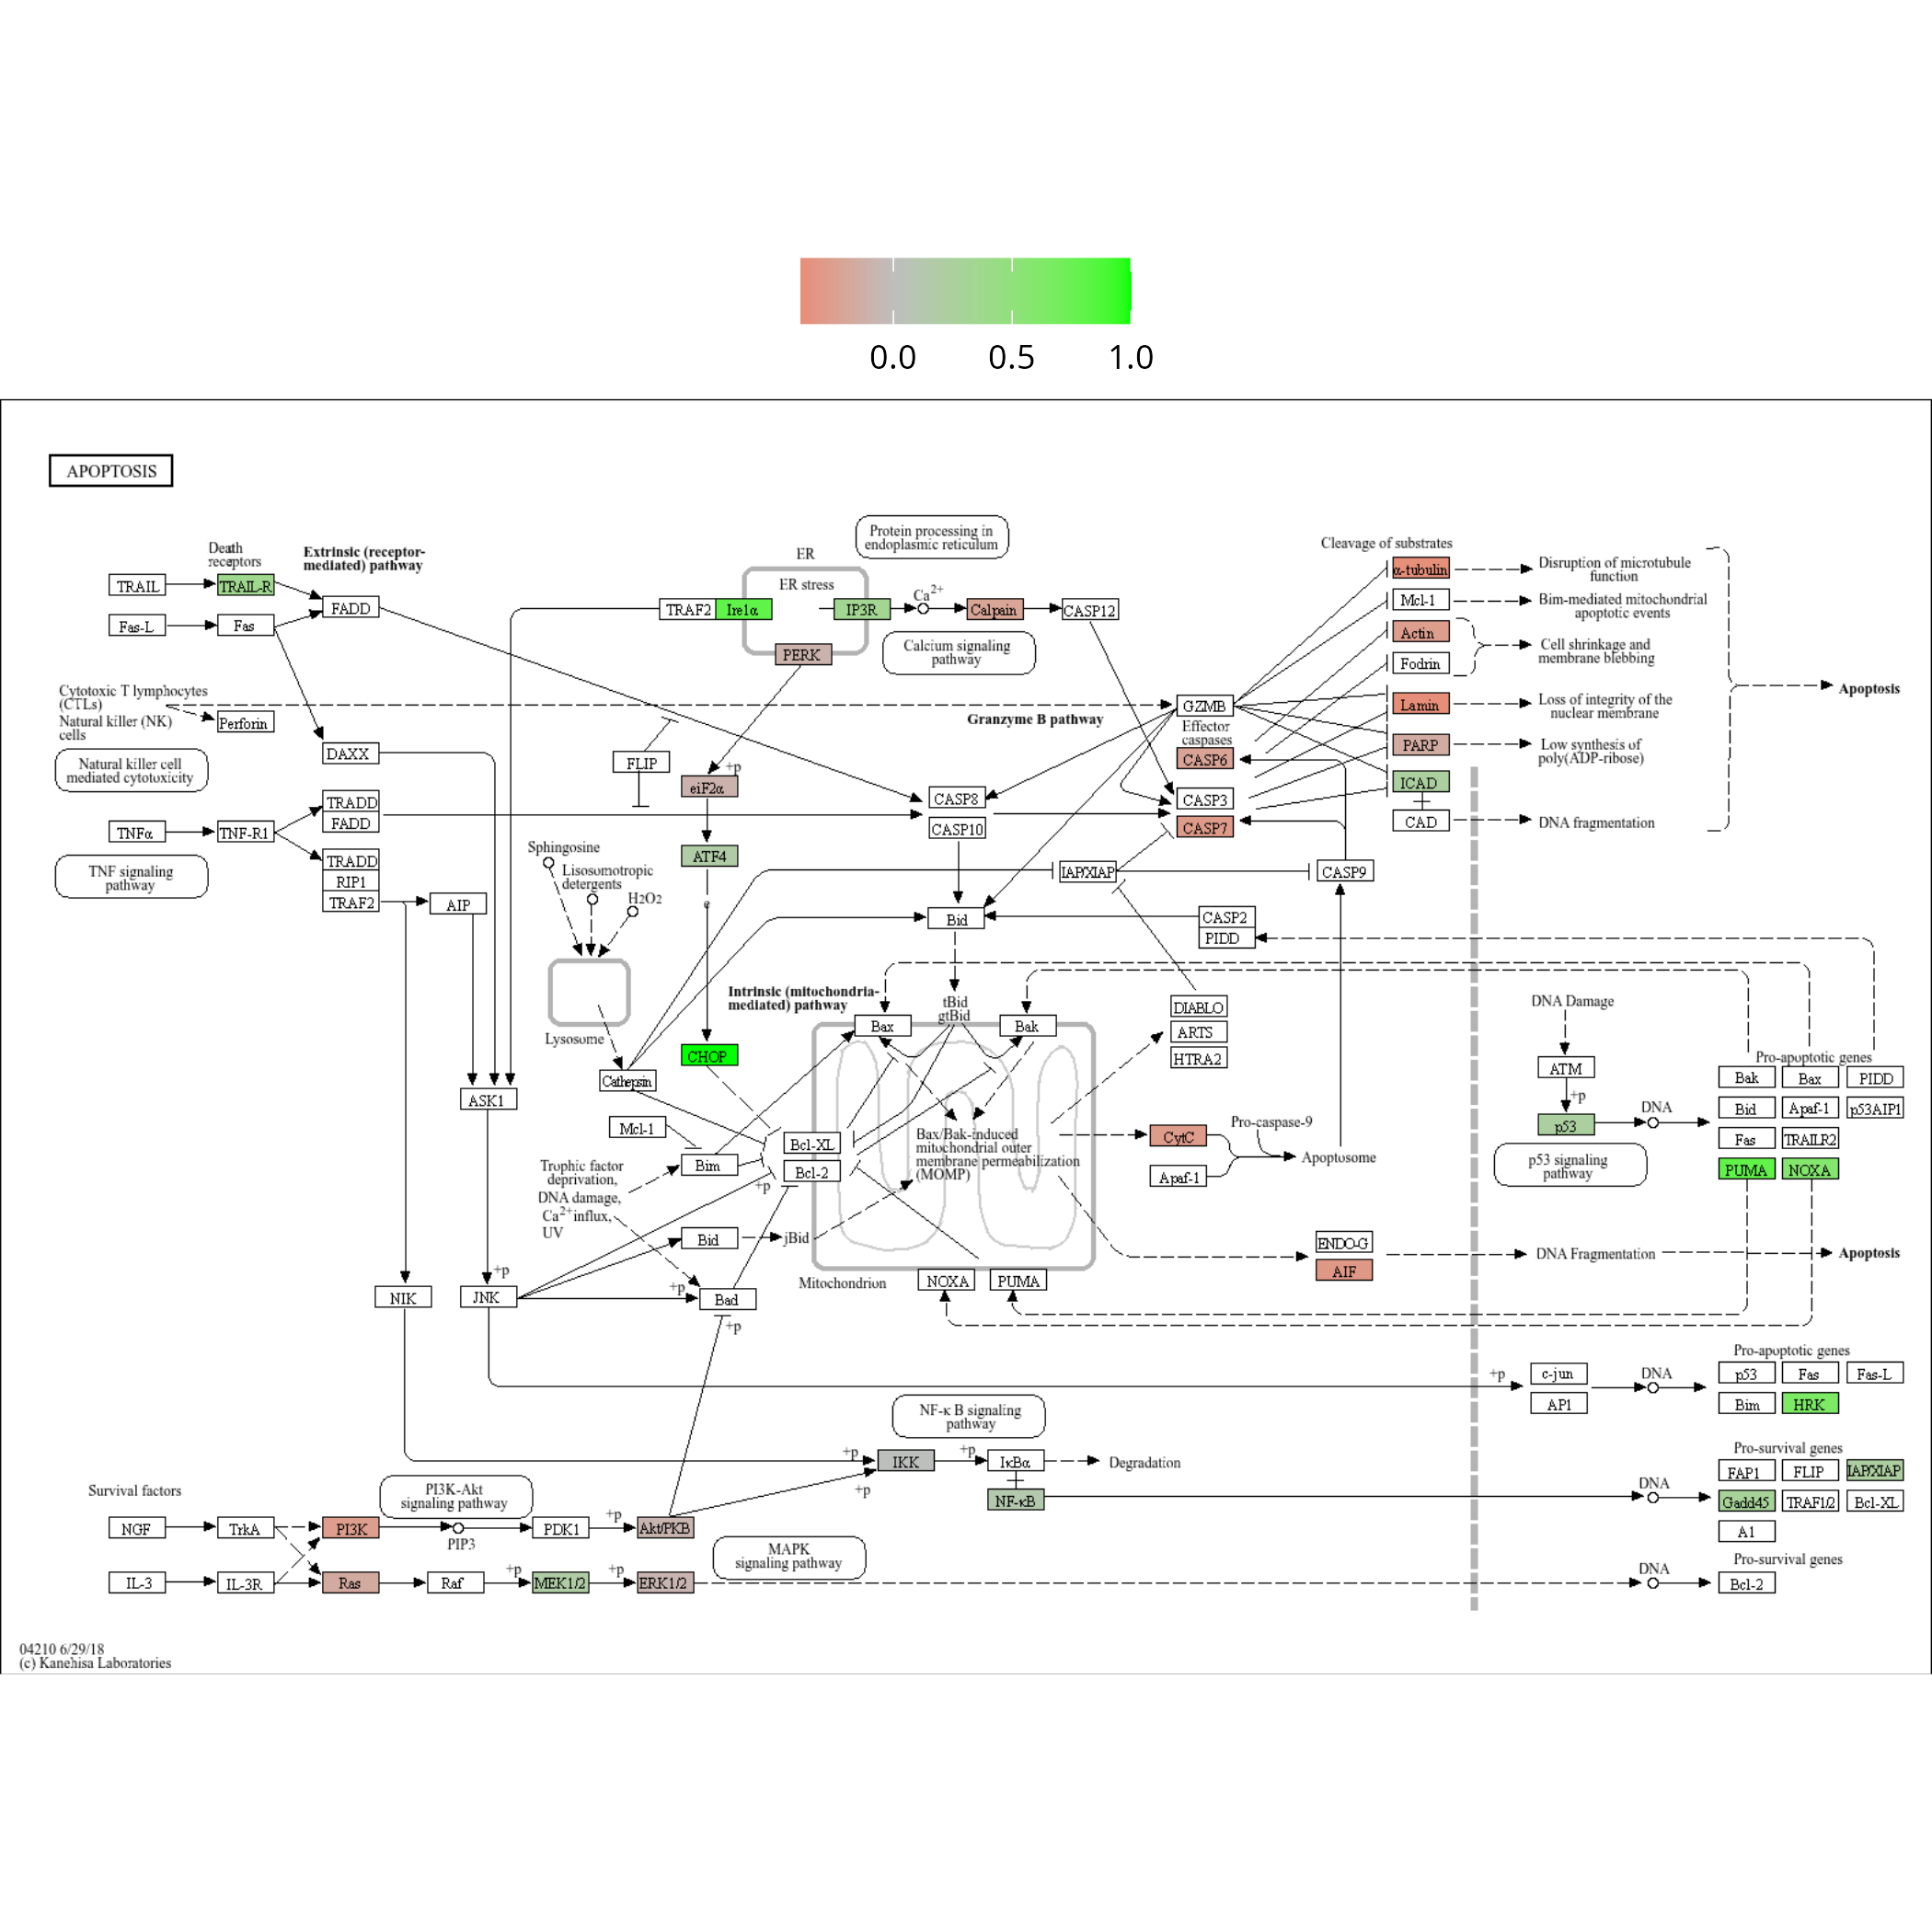 0.0 0.5 1.0
APOPTOSIS
Protein processing in
endoplasmic reticulum
Cleavage of substrates
Death
receptors
Extrinsic (receptor-
mediated) pathway
ER
ER stress
TRAIL
TRAIL-R
FADD
Fas-L
Fas
TRAF2
Ire1α
IP3R
Ca2+
Calpain
CASP12
PERK
Calcium signaling
pathway
α-tubulin
Disruption of microtubule
function
Mcl-1
Bim-mediated mitochondrial
apoptotic events
Actin
Cell shrinkage and
membrane blebbing
Fodrin
Lamin
Loss of integrity of the
nuclear membrane
Apoptosis
PARP
Low synthesis of
poly(ADP-ribose)
ICAD
CAD
DNA fragmentation
Cytotoxic T lymphocytes
(CTLs)
Natural killer (NK)
cells
Perforin
Granzyme B pathway
GZMB
Effector
caspases
CASP6
CASP3
CASP7
Natural killer cell
mediated cytotoxicity
DAXX
FLIP
+p
eiF2α
CASP8
CASP10
TRADD
FADD
TNFα
TNF-R1
TNF signaling
pathway
TRADD
RIP1
TRAF2
AIP
ATF4
e
Sphingosine
Lisosomotropic
detergents
H2O2
IAP/XIAP
CASP9
Bid
CASP2
PIDD
Lysosome
Intrinsic (mitochondria-
mediated) pathway
tBid
gtBid
Bax
Bak
DIABLO
ARTS
HTRA2
DNA Damage
ATM
+p
p53
DNA
p53 signaling
pathway
Pro-apoptotic genes
Bak
Bax
PIDD
Bid
Apaf-1
p53AIP1
Fas
TRAILR2
PUMA
NOXA
CHOP
Cathepsin
ASK1
Mcl-1
Bim
Bcl-XL
Bcl-2
+p
Bax/Bak-induced
mitochondrial outer
membrane permeabilization
(MOMP)
CytC
Apaf-1
Pro-caspase-9
Apoptosome
Trophic factor
deprivation,
DNA damage,
Ca2+influx,
UV
Bid
jBid
Mitochondrion
NOXA
PUMA
ENDO-G
AIF
DNA Fragmentation
Apoptosis
NIK
+p
JNK
+p
Bad
+p
+p
c-jun
AP1
DNA
Pro-apoptotic genes
p53
Fas
Fas-L
Bim
HRK
NF-κB signaling
pathway
+p
IKK
+p
IκBα
Degradation
+p
NF-κB
DNA
Pro-survival genes
FAP1
FLIP
IAP/XIAP
Gadd45
TRAF1/2
Bcl-XL
A1
Survival factors
PI3K-Akt
signaling pathway
NGF
TrkA
PI3K
PIP3
PDK1
+p
Akt/PKB
MAPK
signaling pathway
IL-3
IL-3R
Ras
Raf
+p
MEK1/2
+p
ERK1/2
DNA
Pro-survival genes
Bcl-2
04210 6/29/18
(c) Kanehisa Laboratories